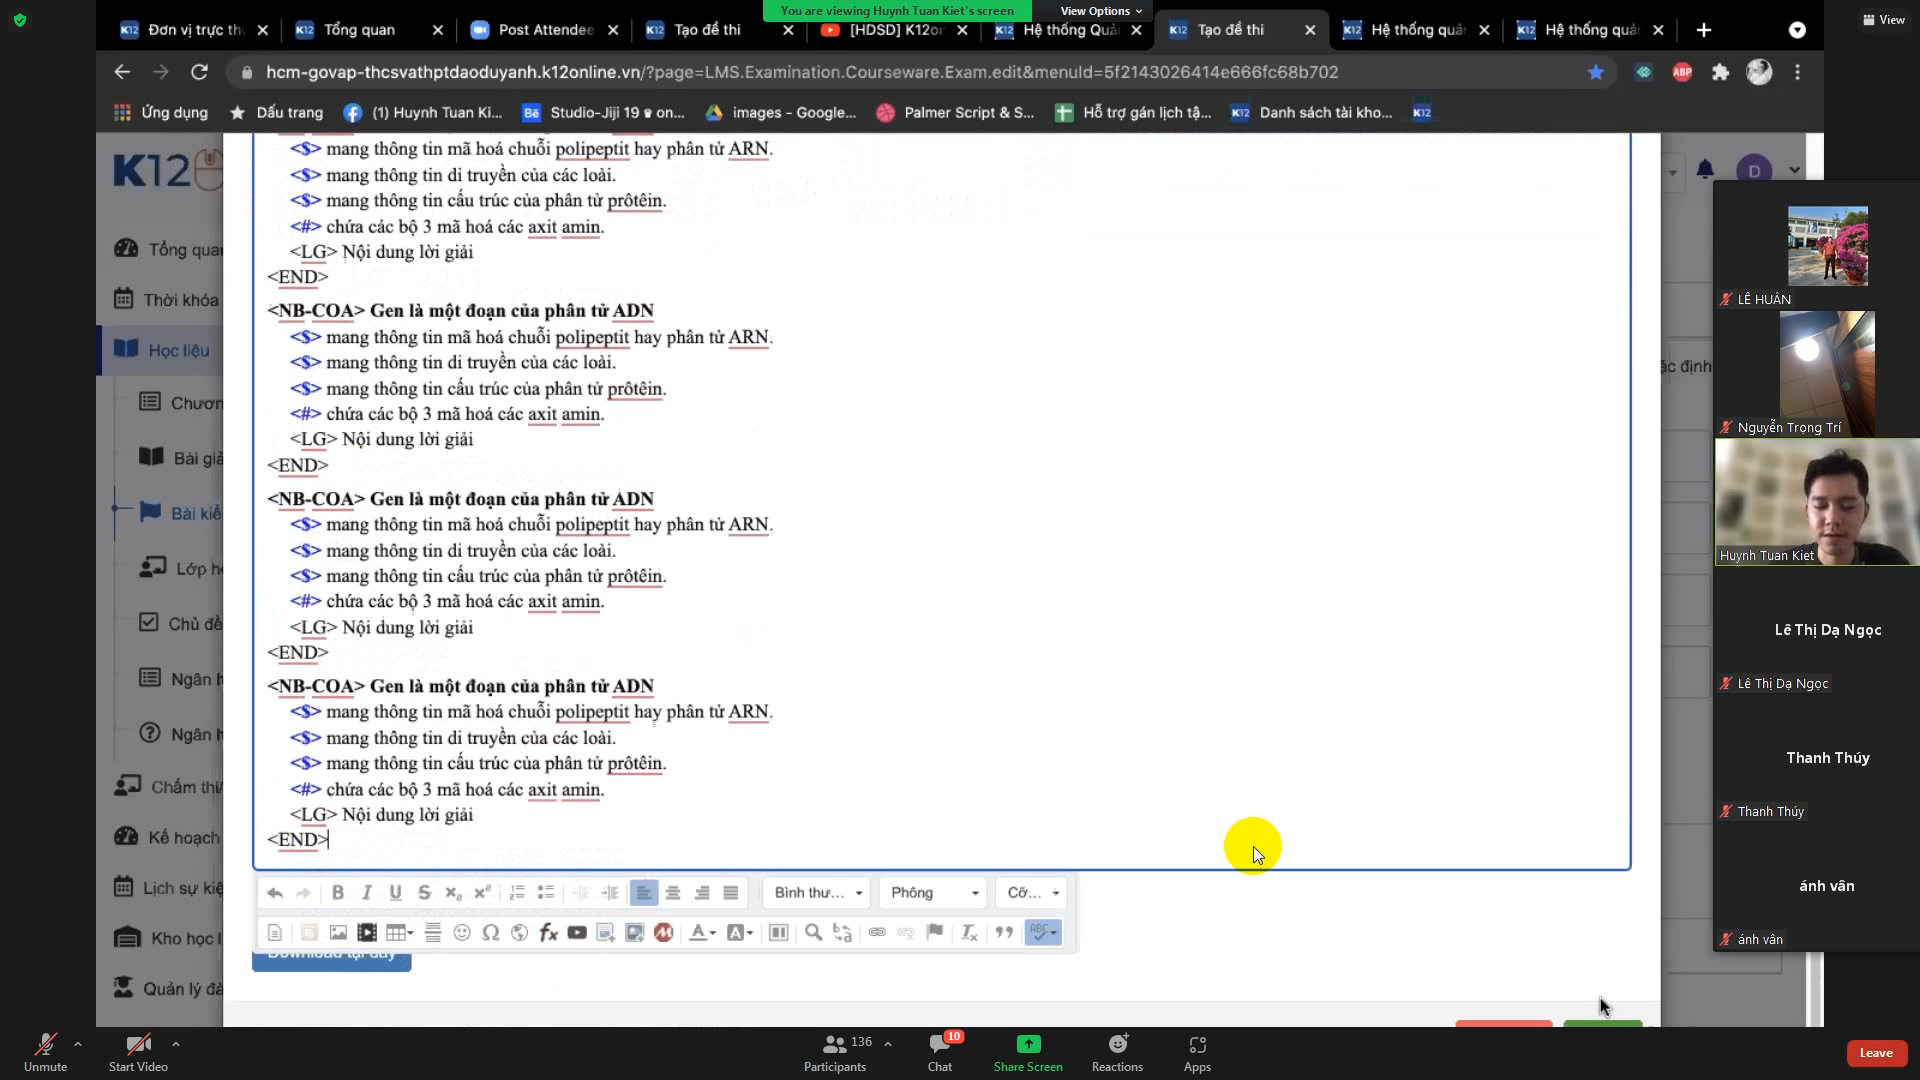 You are viewing Huynh Tuan Kiet's screen
View Options
View
Đơn vị trực th
Tổng quan
Post Attendee
Tạo đề thi
[HDSD] K12on
Hệ thống Quả
Tạo đề thi
Hệ thống quả
Hệ thống quả
hcm-govap-thcsvathptdaoduyanh.k12online.vn/?page=LMS.Examination.Courseware.Exam.edit&menuId=5f2143026414e666fc68b702
ABP
Ứng dụng
Dấu trang
(1) Huynh Tuan Ki...
Studio-Jiji 19 ♛ on...
images - Google...
Palmer Script & S...
Hỗ trợ gán lịch tậ...
Danh sách tài kho...
K12
K12
D
Tổng quan
Thời khóa
Học liệu
Chươn
Bài giả
Bài kiể
Lớp h
Chủ đề
Ngân h
Ngân h
Chấm thi/
Kế hoạch
Lịch sự kiệ
Kho học l
Quản lý đà
<$> mang thông tin mã hoá chuỗi polipeptit hay phân tử ARN.
<$> mang thông tin di truyền của các loài.
<$> mang thông tin cấu trúc của phân tử prôtêin.
<#> chứa các bộ 3 mã hoá các axit amin.
<LG> Nội dung lời giải
<END>
<NB-COA> Gen là một đoạn của phân tử ADN
<$> mang thông tin mã hoá chuỗi polipeptit hay phân tử ARN.
<$> mang thông tin di truyền của các loài.
<$> mang thông tin cấu trúc của phân tử prôtêin.
<#> chứa các bộ 3 mã hoá các axit amin.
<LG> Nội dung lời giải
<END>
<NB-COA> Gen là một đoạn của phân tử ADN
<$> mang thông tin mã hoá chuỗi polipeptit hay phân tử ARN.
<$> mang thông tin di truyền của các loài.
<$> mang thông tin cấu trúc của phân tử prôtêin.
<#> chứa các bộ 3 mã hoá các axit amin.
<LG> Nội dung lời giải
<END>
<NB-COA> Gen là một đoạn của phân tử ADN
<$> mang thông tin mã hoá chuỗi polipeptit hay phân tử ARN.
<$> mang thông tin di truyền của các loài.
<$> mang thông tin cấu trúc của phân tử prôtêin.
<#> chứa các bộ 3 mã hoá các axit amin.
<LG> Nội dung lời giải
<END>
Bình thư...
Phông
Cỡ...
Download tại đây
ác định
LÊ HUÂN
Nguyễn Trọng Trí
Huynh Tuan Kiet
Lê Thị Dạ Ngọc
Lê Thị Dạ Ngọc
Thanh Thúy
Thanh Thúy
ánh vân
ánh vân
Unmute
Start Video
Participants
136
Chat
10
Share Screen
Reactions
Apps
Leave